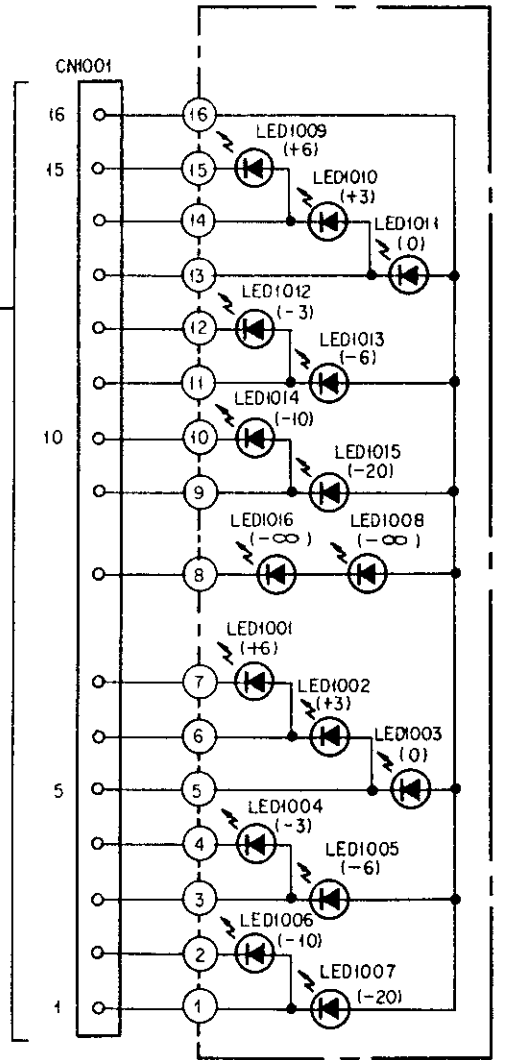 CN1001
16 16
LED1009
(+6)
15 15
LED1010
(+3)
14
LED1011
(0)
13
LED1012
(-3)
12
LED1013
(-6)
11
LED1014
(-10)
10 10
LED1015
(-20)
9
LED1016 LED1008
(-∞) (-∞)
8
LED1001
(+6)
7
LED1002
(+3)
6
LED1003
(0)
5 5
LED1004
(-3)
4
LED1005
(-6)
3
LED1006
(-10)
2
LED1007
(-20)
1 1